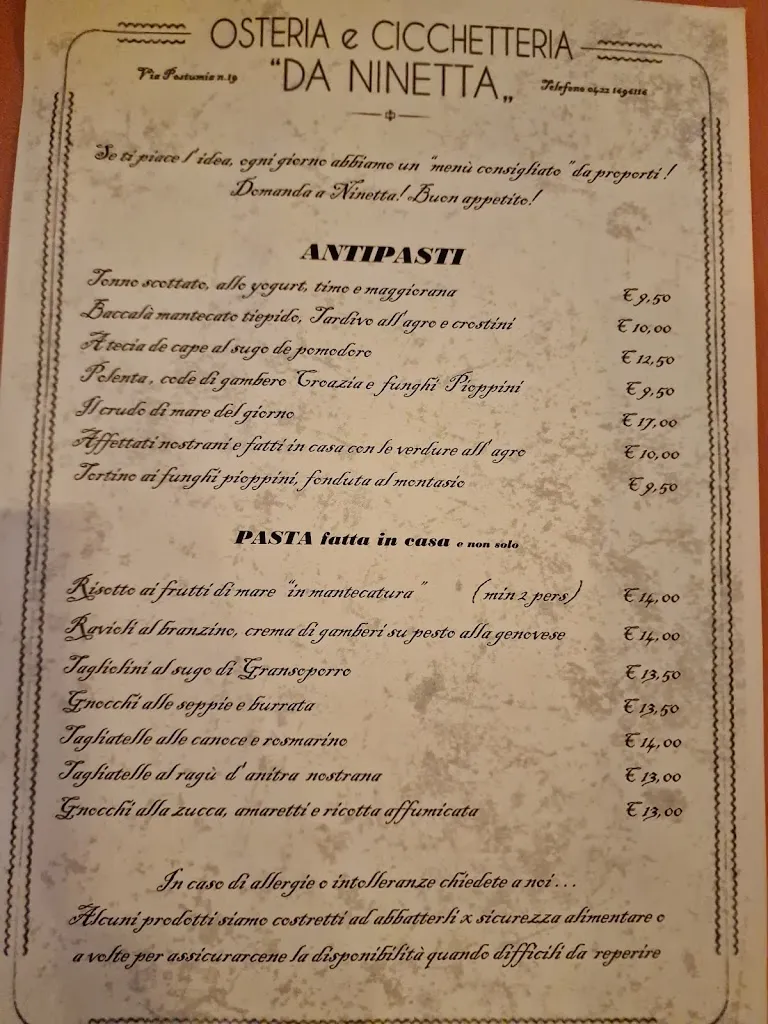 OSTERIA e CICCHETTERIA
Via Postumia n.19
"DA NINETTA„
Telefono 0422 1696116
Se ti piace l'idea, ogni giorno abbiamo un "menù consigliato" da proporti!
Domanda a Ninetta! Buon appetito!
ANTIPASTI
Tonno scottato, allo yogurt, timo e maggiorana € 9,50
Baccalà mantecato tiepido, Tardivo all'agro e crostini € 10,00
Atecia de cape al sugo de pomodoro € 12,50
Polenta, code di gambero Croazia e funghi Pioppini € 9,50
Il crudo di mare del giorno € 17,00
Affettati nostrani e fatti in casa con le verdure all'agro € 10,00
Tortino ai funghi pioppini, fonduta al montasio € 9,50
PASTA fatta in casa e non solo
Risotto ai frutti di mare "in mantecatura" (min 2 pers) € 14,00
Ravioli al branzino, crema di gamberi su pesto alla genovese € 14,00
Tagliolini al sugo di Gransoporro € 13,50
Gnocchi alle seppie e burrata € 13,50
Tagliatelle alle canoce e rosmarino € 14,00
Tagliatelle al ragù d'anitra nostrana € 13,00
Gnocchi alla zucca, amaretti e ricotta affumicata € 13,00
In caso di allergie o intolleranze chiedete a noi...
Alcuni prodotti siamo costretti ad abbatterli x sicurezza alimentare o
a volte per assicurarcene la disponibilità quando difficili da reperire